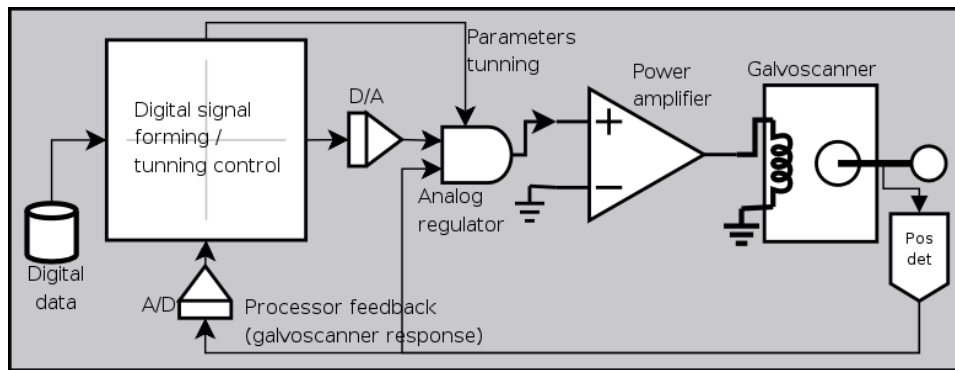 Parameters
tunning
Galvoscanner
Power
amplifier
D/A
Digital signal
forming /
tunning control
+
−
Analog
regulator
Digital
data
A/D
Processor feedback
(galvoscanner response)
Pos
det